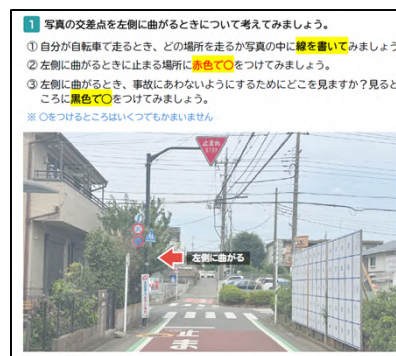 1 写真の交差点を左側に曲がるときについて考えてみましょう。
① 自分が自転車で走るとき、どの場所を走るか写真の中に線を書いてみましょう
② 左側に曲がるときに止まる場所に赤色で○をつけてみましょう。
③ 左側に曲がるとき、事故にあわないようにするためにどこを見ますか?見ると
ころに黒色で○をつけてみましょう。
※ ○をつけるところはいくつでもかまいません
止まれ
STOP
左側に曲がる
止ま